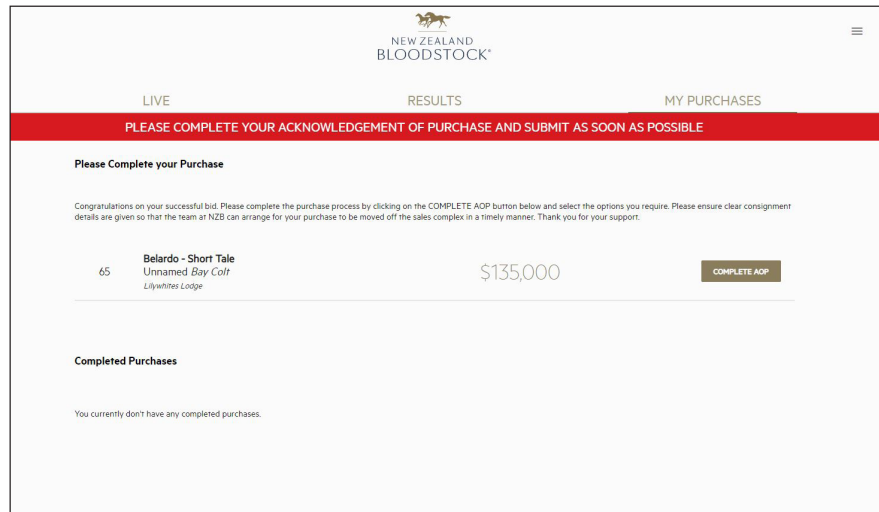 NEW ZEALAND
BLOODSTOCK®
LIVE
RESULTS
MY PURCHASES
PLEASE COMPLETE YOUR ACKNOWLEDGEMENT OF PURCHASE AND SUBMIT AS SOON AS POSSIBLE
Please Complete your Purchase
Congratulations on your successful bid. Please complete the purchase process by clicking on the COMPLETE AOP button below and select the options you require. Please ensure clear consignment
details are given so that the team at NZB can arrange for your purchase to be moved off the sales complex in a timely manner. Thank you for your support.
65
Belardo - Short Tale
Unnamed Bay Colt
Lilywhites Lodge
$135,000
COMPLETE AOP
Completed Purchases
You currently don't have any completed purchases.